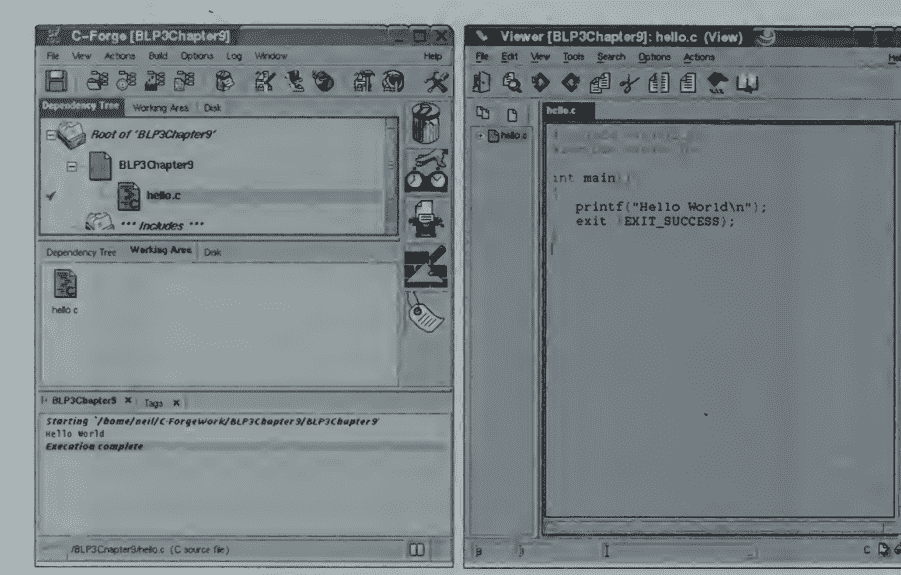 C-Forge [BLP3Chapter9]
File View Actions Build Options Log Window Help
Dependency Tree Working Area Disk
Root of 'BLP3Chapter9'
BLP3Chapter9
hello.c
*** Includes ***
Dependency Tree Working Area Disk
hello c
BLP3Chapter9 × Tags ×
Starting '/home/neil/C-ForgeWork/BLP3Chapter9/BLP3Chapter9'
Hello World
Execution complete
/BLP3Chapter9/hello.c (C source file)
Viewer [BLP3Chapter9]: hello.c (View)
File Edit View Tools Search Options Actions
hello.c
hello.c
int main()
printf("Hello World\n");
exit (EXIT_SUCCESS);
C